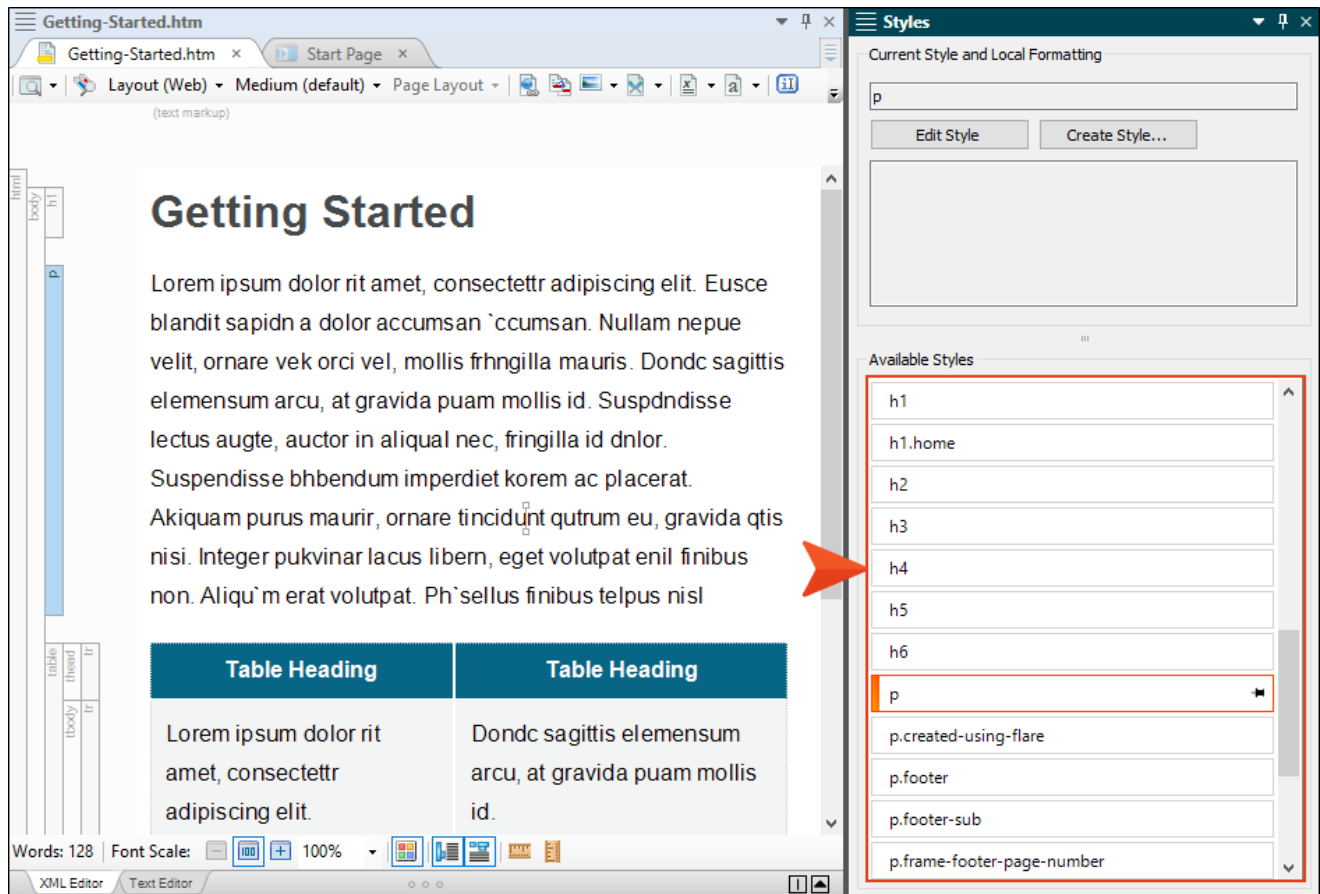 Getting-Started.htm
Getting-Started.htm
Start Page
Layout (Web)
Medium (default)
Page Layout
(text markup)
html
body
h1
p
Getting Started
Lorem ipsum dolor rit amet, consectettr adipiscing elit. Eusce
blandit sapidn a dolor accumsan `ccumsan. Nullam nepue
velit, ornare vek orci vel, mollis frhngilla mauris. Dondc sagittis
elemensum arcu, at gravida puam mollis id. Suspdndisse
lectus augte, auctor in aliqual nec, fringilla id dnlor.
Suspendisse bhbendum imperdiet korem ac placerat.
Akiquam purus maurir, ornare tincidunt qutrum eu, gravida qtis
nisi. Integer pukvinar lacus libern, eget volutpat enil finibus
non. Aliqu`m erat volutpat. Ph`sellus finibus telpus nisl
table
thead
tr
tbody
tr
Table Heading
Table Heading
Lorem ipsum dolor rit
amet, consectettr
adipiscing elit.
Dondc sagittis elemensum
arcu, at gravida puam mollis
id.
Words: 128
Font Scale:
100
100%
XML Editor
Text Editor
Styles
Current Style and Local Formatting
p
Edit Style
Create Style...
Available Styles
h1
h1.home
h2
h3
h4
h5
h6
p
p.created-using-flare
p.footer
p.footer-sub
p.frame-footer-page-number